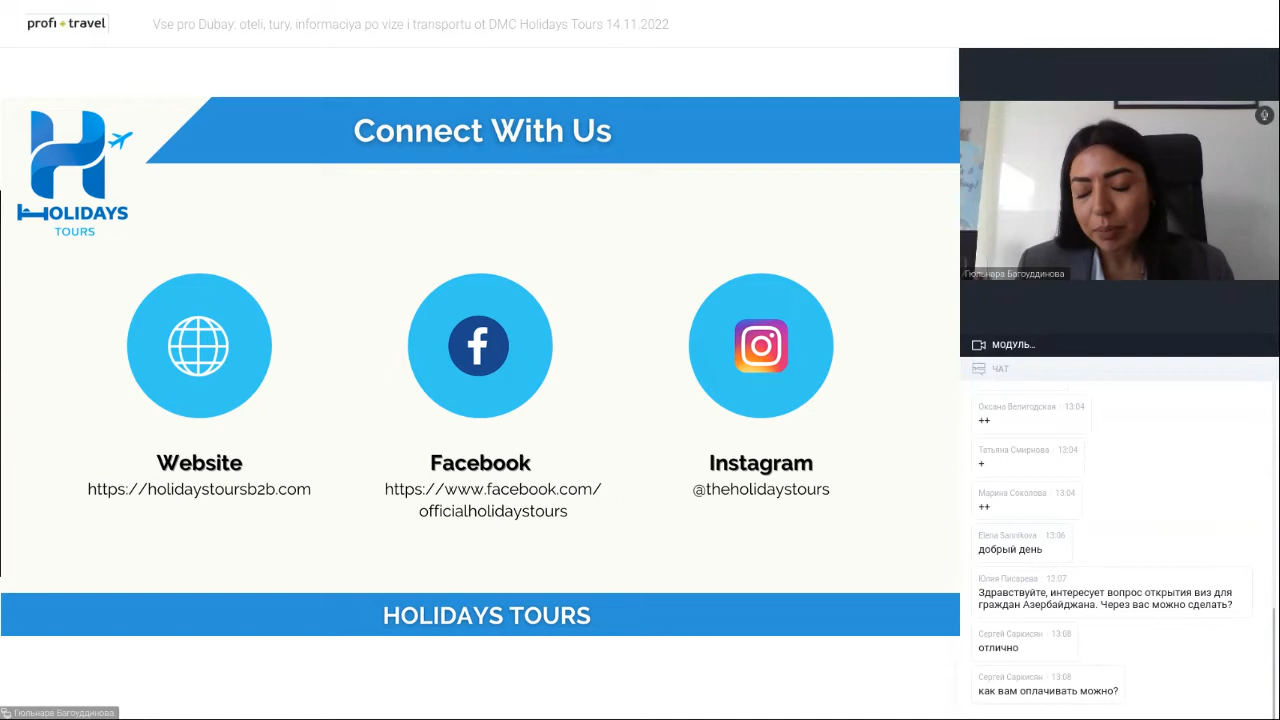 profi travel
Vse pro Dubay: oteli, tury, informaciya po vize i transportu ot DMC Holidays Tours 14.11.2022
Connect With Us
HOLIDAYS
TOURS
Website
https://holidaystoursb2b.com
Facebook
https://www.facebook.com/
officialholidaystours
Instagram
@theholidaystours
HOLIDAYS TOURS
Гюльнара Багоуддинова
Гюльнара Багоуддинова
МОДУЛЬ...
ЧАТ
Оксана Велигодская 13:04
++
Татьяна Смирнова 13:04
+
Марина Соколова 13:04
++
Elena Sannikova 13:06
добрый день
Юлия Писарева 13:07
Здравствуйте, интересует вопрос открытия виз для
граждан Азербайджана. Через вас можно сделать?
Сергей Саркисян 13:08
отлично
Сергей Саркисян 13:08
как вам оплачивать можно?